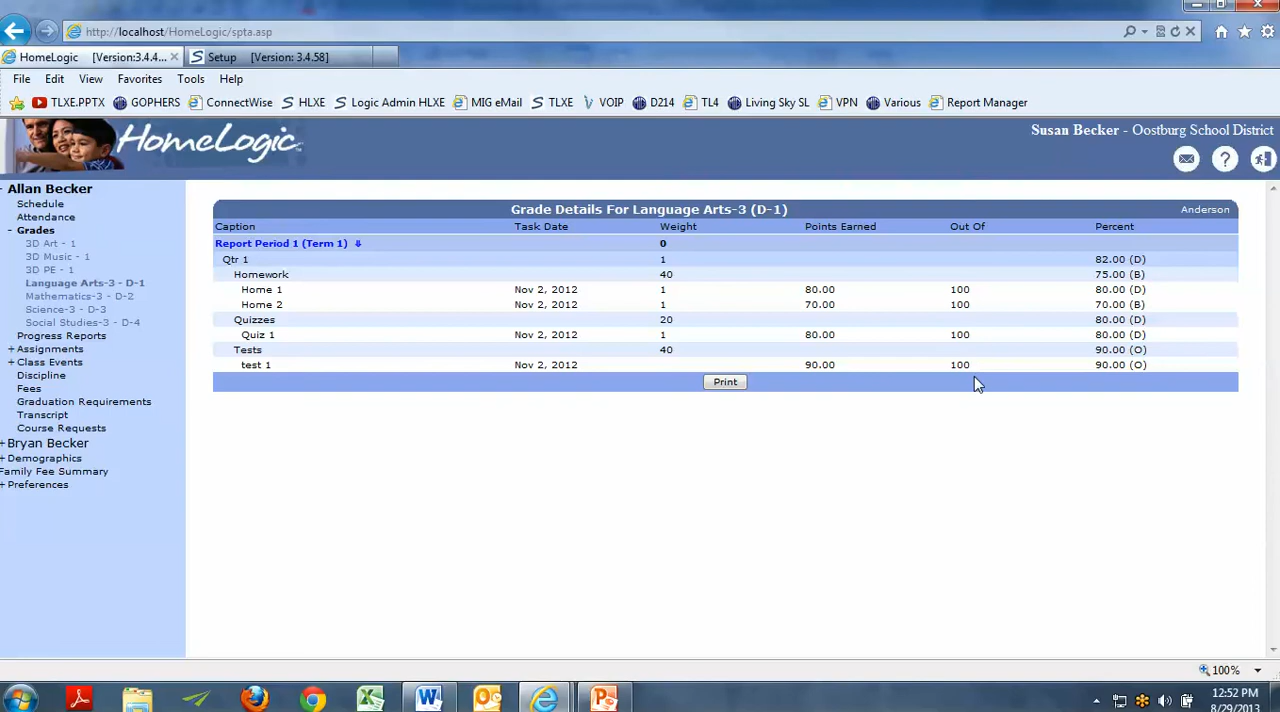 http://localhost/HomeLogic/spta.asp
HomeLogic [Version:3.4.4... Setup [Version: 3.4.58]
File Edit View Favorites Tools Help
TLXE.PPTX GOPHERS ConnectWise HLXE Logic Admin HLXE MIG eMail TLXE VOIP D214 TL4 Living Sky SL VPN Various Report Manager
HomeLogic
Susan Becker - Oostburg School District
- Allan Becker
Schedule
Attendance
- Grades
3D Art - 1
3D Music - 1
3D PE - 1
Language Arts-3 - D-1
Mathematics-3 - D-2
Science-3 - D-3
Social Studies-3 - D-4
Progress Reports
+ Assignments
+ Class Events
Discipline
Fees
Graduation Requirements
Transcript
Course Requests
+ Bryan Becker
+ Demographics
Family Fee Summary
+ Preferences
Grade Details For Language Arts-3 (D-1) Anderson
Caption Task Date Weight Points Earned Out Of Percent
Report Period 1 (Term 1) ⇓ 0
Qtr 1 1 82.00 (D)
Homework 40 75.00 (B)
Home 1 Nov 2, 2012 1 80.00 100 80.00 (D)
Home 2 Nov 2, 2012 1 70.00 100 70.00 (B)
Quizzes 20 80.00 (D)
Quiz 1 Nov 2, 2012 1 80.00 100 80.00 (D)
Tests 40 90.00 (O)
test 1 Nov 2, 2012 90.00 100 90.00 (O)
Print
100%
12:52 PM
8/29/2013